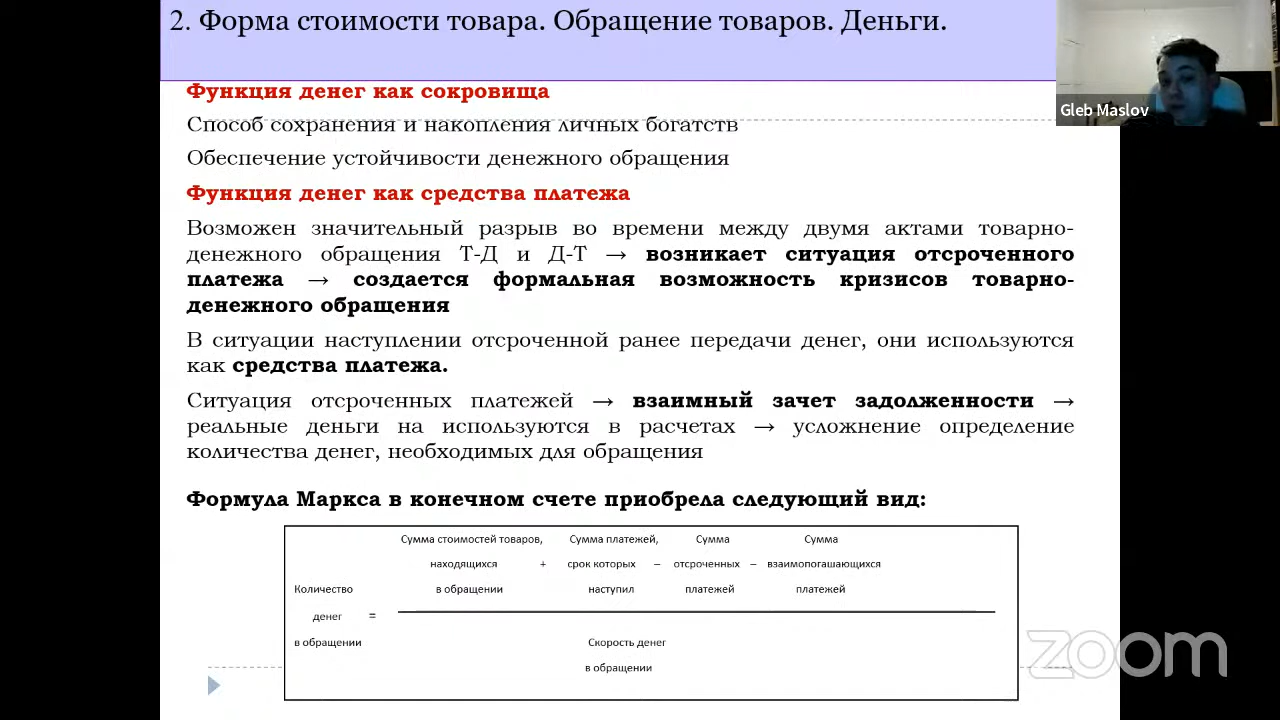 2. Форма стоимости товара. Обращение товаров. Деньги.
Gleb Maslov
Функция денег как сокровища
Способ сохранения и накопления личных богатств
Обеспечение устойчивости денежного обращения
Функция денег как средства платежа
Возможен значительный разрыв во времени между двумя актами товарно-
денежного обращения Т-Д и Д-Т → возникает ситуация отсроченного
платежа → создается формальная возможность кризисов товарно-
денежного обращения
В ситуации наступлении отсроченной ранее передачи денег, они используются
как средства платежа.
Ситуация отсроченных платежей → взаимный зачет задолженности →
реальные деньги на используются в расчетах → усложнение определение
количества денег, необходимых для обращения
Формула Маркса в конечном счете приобрела следующий вид:
Сумма стоимостей товаров, Сумма платежей, Сумма Сумма
находящихся + срок которых – отсроченных – взаимопогашающихся
Количество в обращении наступил платежей платежей
денег =
в обращении Скорость денег
в обращении
zoom